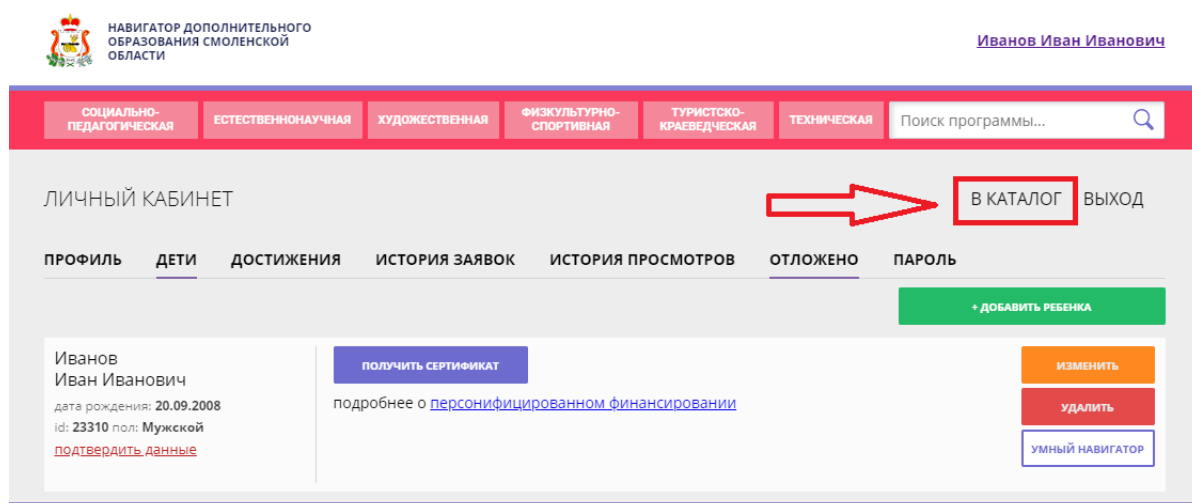 НАВИГАТОР ДОПОЛНИТЕЛЬНОГО
ОБРАЗОВАНИЯ СМОЛЕНСКОЙ
ОБЛАСТИ
Иванов Иван Иванович
СОЦИАЛЬНО-
ПЕДАГОГИЧЕСКАЯ
ЕСТЕСТВЕННОНАУЧНАЯ
ХУДОЖЕСТВЕННАЯ
ФИЗКУЛЬТУРНО-
СПОРТИВНАЯ
ТУРИСТСКО-
КРАЕВЕДЧЕСКАЯ
ТЕХНИЧЕСКАЯ
Поиск программы...
ЛИЧНЫЙ КАБИНЕТ
В КАТАЛОГ ВЫХОД
ПРОФИЛЬ ДЕТИ ДОСТИЖЕНИЯ ИСТОРИЯ ЗАЯВОК ИСТОРИЯ ПРОСМОТРОВ ОТЛОЖЕНО ПАРОЛЬ
+ ДОБАВИТЬ РЕБЕНКА
Иванов
Иван Иванович
дата рождения: 20.09.2008
id: 23310 пол: Мужской
подтвердить данные
ПОЛУЧИТЬ СЕРТИФИКАТ
подробнее о персонифицированном финансировании
ИЗМЕНИТЬ
УДАЛИТЬ
УМНЫЙ НАВИГАТОР